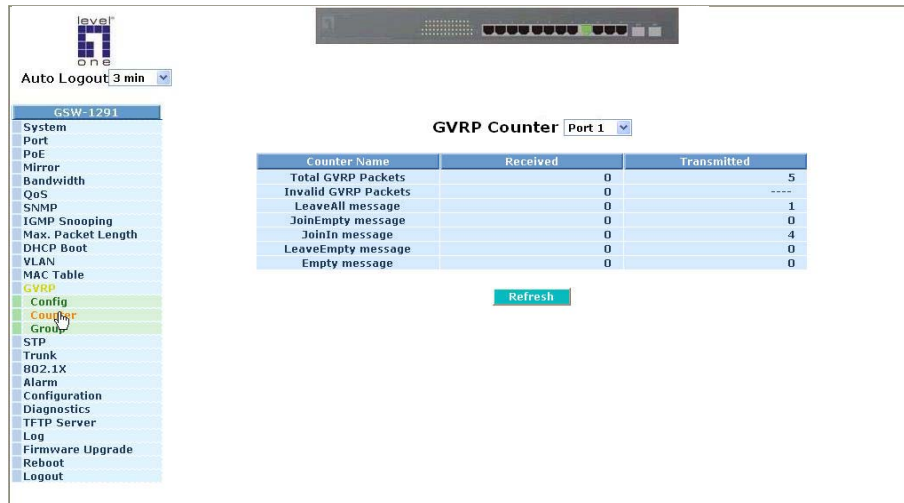 level
one
Auto Logout 3 min
GSW-1291
System
Port
PoE
Mirror
Bandwidth
QoS
SNMP
IGMP Snooping
Max. Packet Length
DHCP Boot
VLAN
MAC Table
GVRP
Config
Counter
Group
STP
Trunk
802.1X
Alarm
Configuration
Diagnostics
TFTP Server
Log
Firmware Upgrade
Reboot
Logout
GVRP Counter Port 1
Counter Name Received Transmitted
Total GVRP Packets 0 5
Invalid GVRP Packets 0 ----
LeaveAll message 0 1
JoinEmpty message 0 0
JoinIn message 0 4
LeaveEmpty message 0 0
Empty message 0 0
Refresh